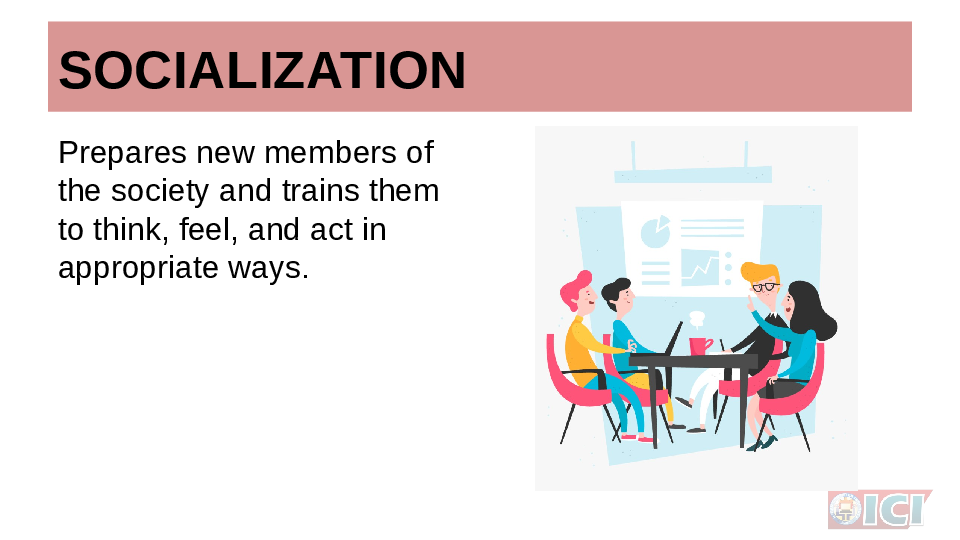 SOCIALIZATION
Prepares new members of
the society and trains them
to think, feel, and act in
appropriate ways.
ICI